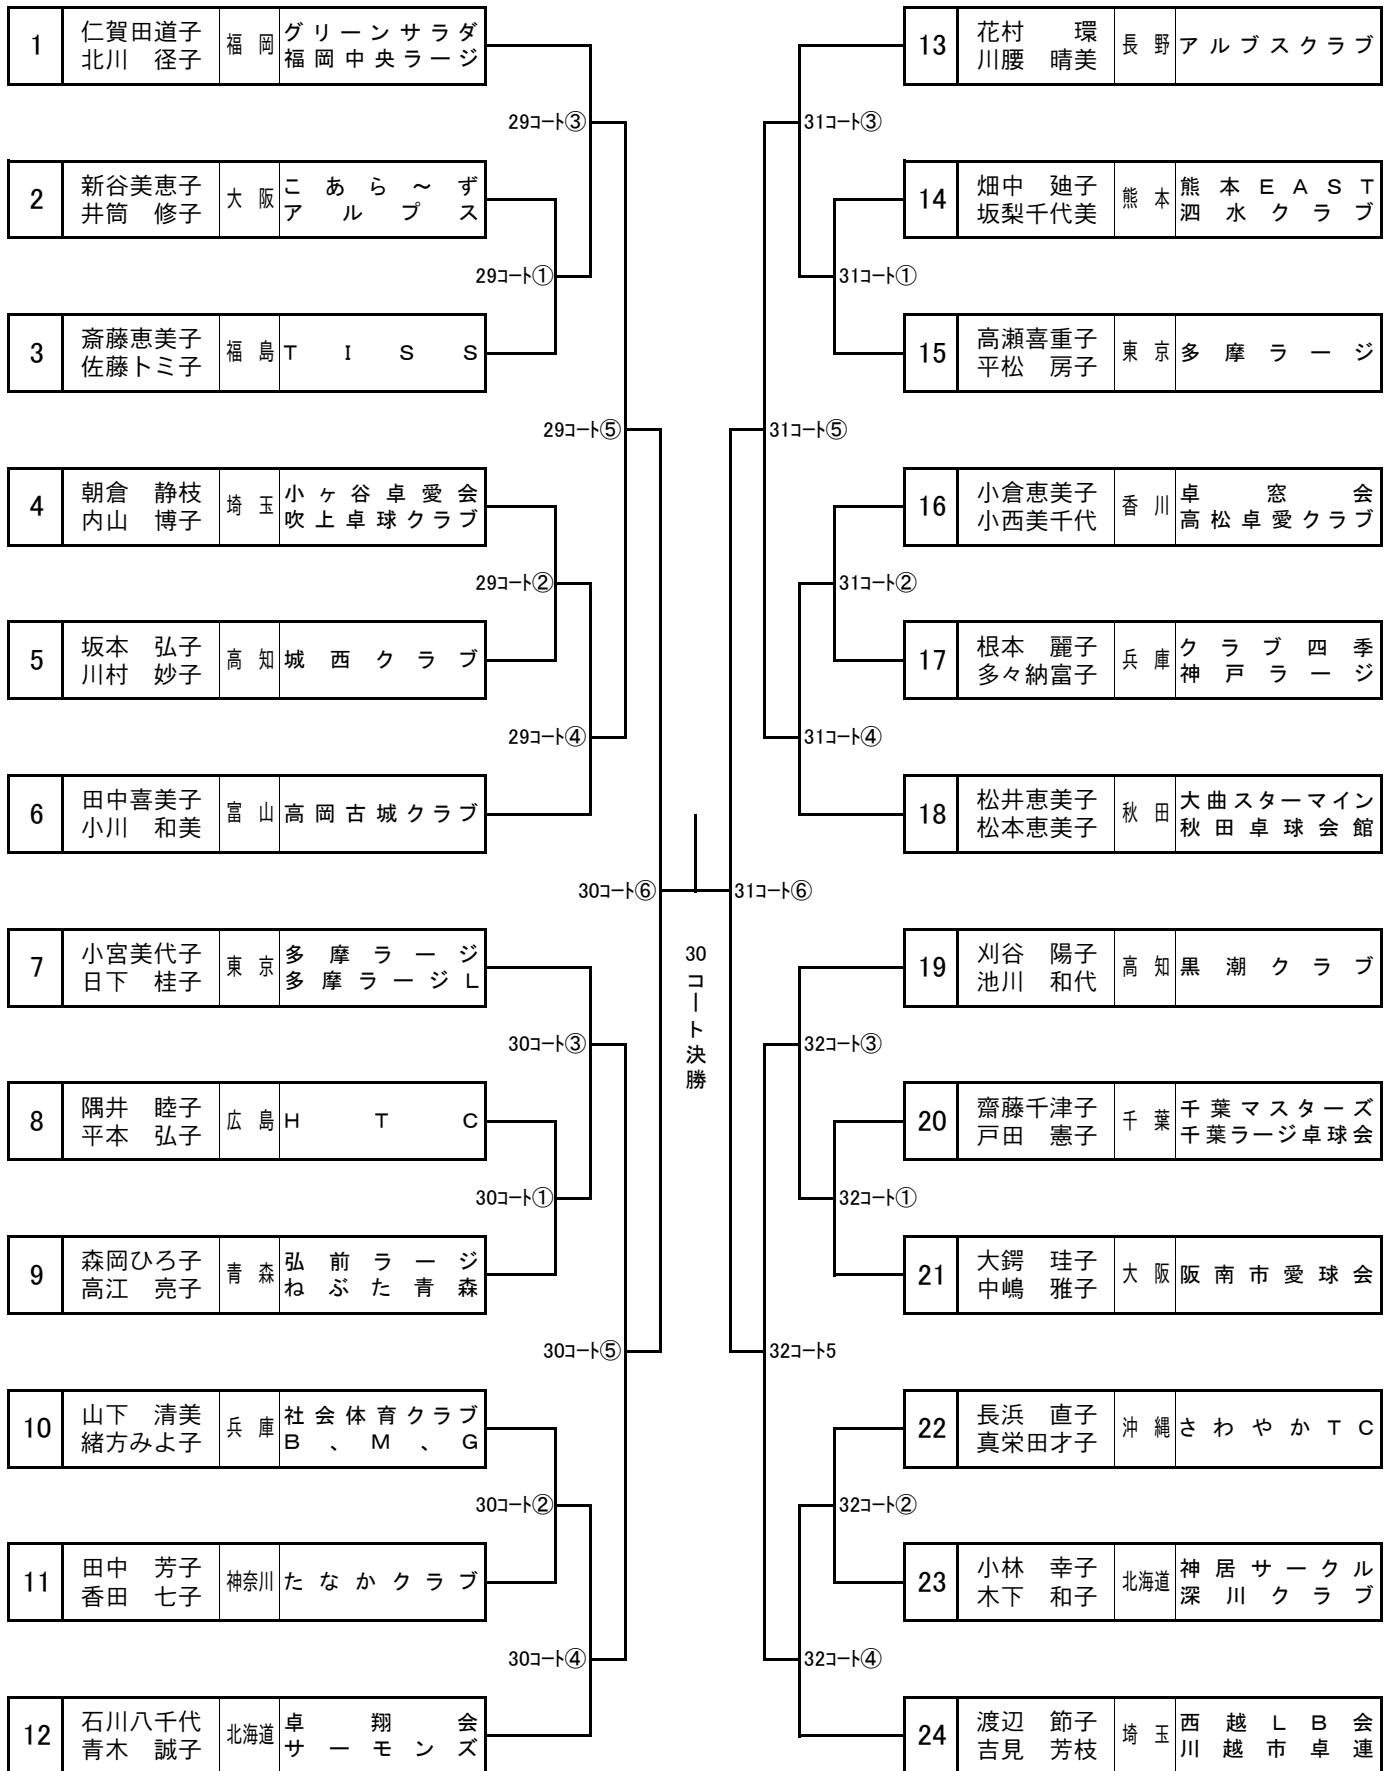 1 仁賀田道子 福岡 グリーンサラダ
北川 径子 福岡中央ラージ
29コート③
2 新谷美恵子 大阪 こあら～ず
井筒 修子 アルプス
29コート①
3 斎藤恵美子 福島 TISS
佐藤トミ子
29コート⑤
4 朝倉 静枝 埼玉 小ヶ谷卓愛会
内山 博子 吹上卓球クラブ
29コート②
5 坂本 弘子 高知 城西クラブ
川村 妙子
29コート④
6 田中喜美子 富山 高岡古城クラブ
小川 和美
30コート⑥
7 小宮美代子 東京 多摩ラージ
日下 桂子 多摩ラージL
30コート③
8 隅井 睦子 広島 HTC
平本 弘子
30コート①
9 森岡ひろ子 青森 弘前ラージ
高江 亮子 ねぶた青森
30コート⑤
10 山下 清美 兵庫 社会体育クラブ
緒方みよ子 B、M、G
30コート②
11 田中 芳子 神奈川 たなかクラブ
香田 七子
30コート④
12 石川八千代 北海道 卓翔会
青木 誠子 サーモンズ
30コート決勝
13 花村 環 長野 アルブスクラブ
川腰 晴美
31コート③
14 畑中 廸子 熊本 熊本EAST
坂梨千代美 泗水クラブ
31コート①
15 高瀬喜重子 東京 多摩ラージ
平松 房子
31コート⑤
16 小倉恵美子 香川 卓窓会
小西美千代 高松卓愛クラブ
31コート②
17 根本 麗子 兵庫 クラブ四季
多々納富子 神戸ラージ
31コート④
18 松井恵美子 秋田 大曲スターマイン
松本恵美子 秋田卓球会館
31コート⑥
19 刈谷 陽子 高知 黒潮クラブ
池川 和代
32コート③
20 齋藤千津子 千葉 千葉マスターズ
戸田 憲子 千葉ラージ卓球会
32コート①
21 大鍔 珪子 大阪 阪南市愛球会
中嶋 雅子
32コート5
22 長浜 直子 沖縄 さわやかTC
真栄田才子
32コート②
23 小林 幸子 北海道 神居サークル
木下 和子 深川クラブ
32コート④
24 渡辺 節子 埼玉 西越LB会
吉見 芳枝 川越市卓連